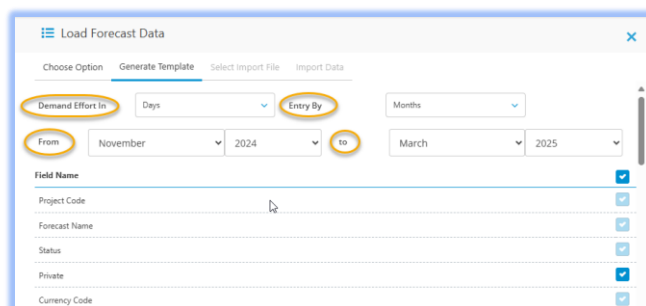 Load Forecast Data
Choose Option Generate Template Select Import File Import Data
Demand Effort In Days Entry By Months
From November 2024 to March 2025
Field Name
Project Code
Forecast Name
Status
Private
Currency Code